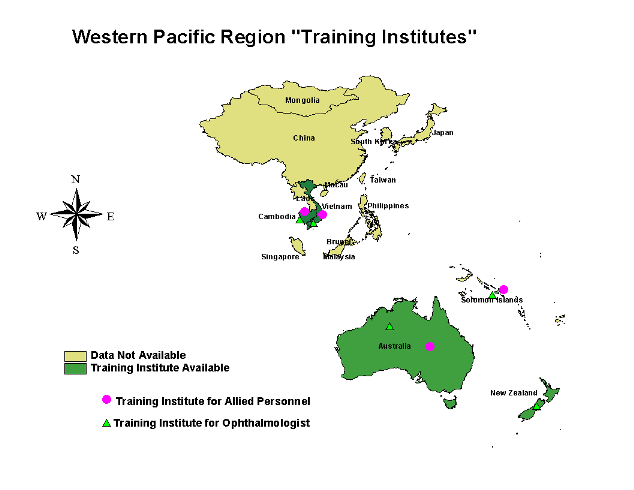 Western Pacific Region "Training Institutes"
Mongolia
China
Japan
South Korea
Taiwan
Macau
Laos
Vietnam
Philippines
Cambodia
Brunei
Singapore
Malaysia
N
W
E
S
Solomon Islands
Australia
New Zealand
Data Not Available
Training Institute Available
Training Institute for Allied Personnel
Training Institute for Ophthalmologist